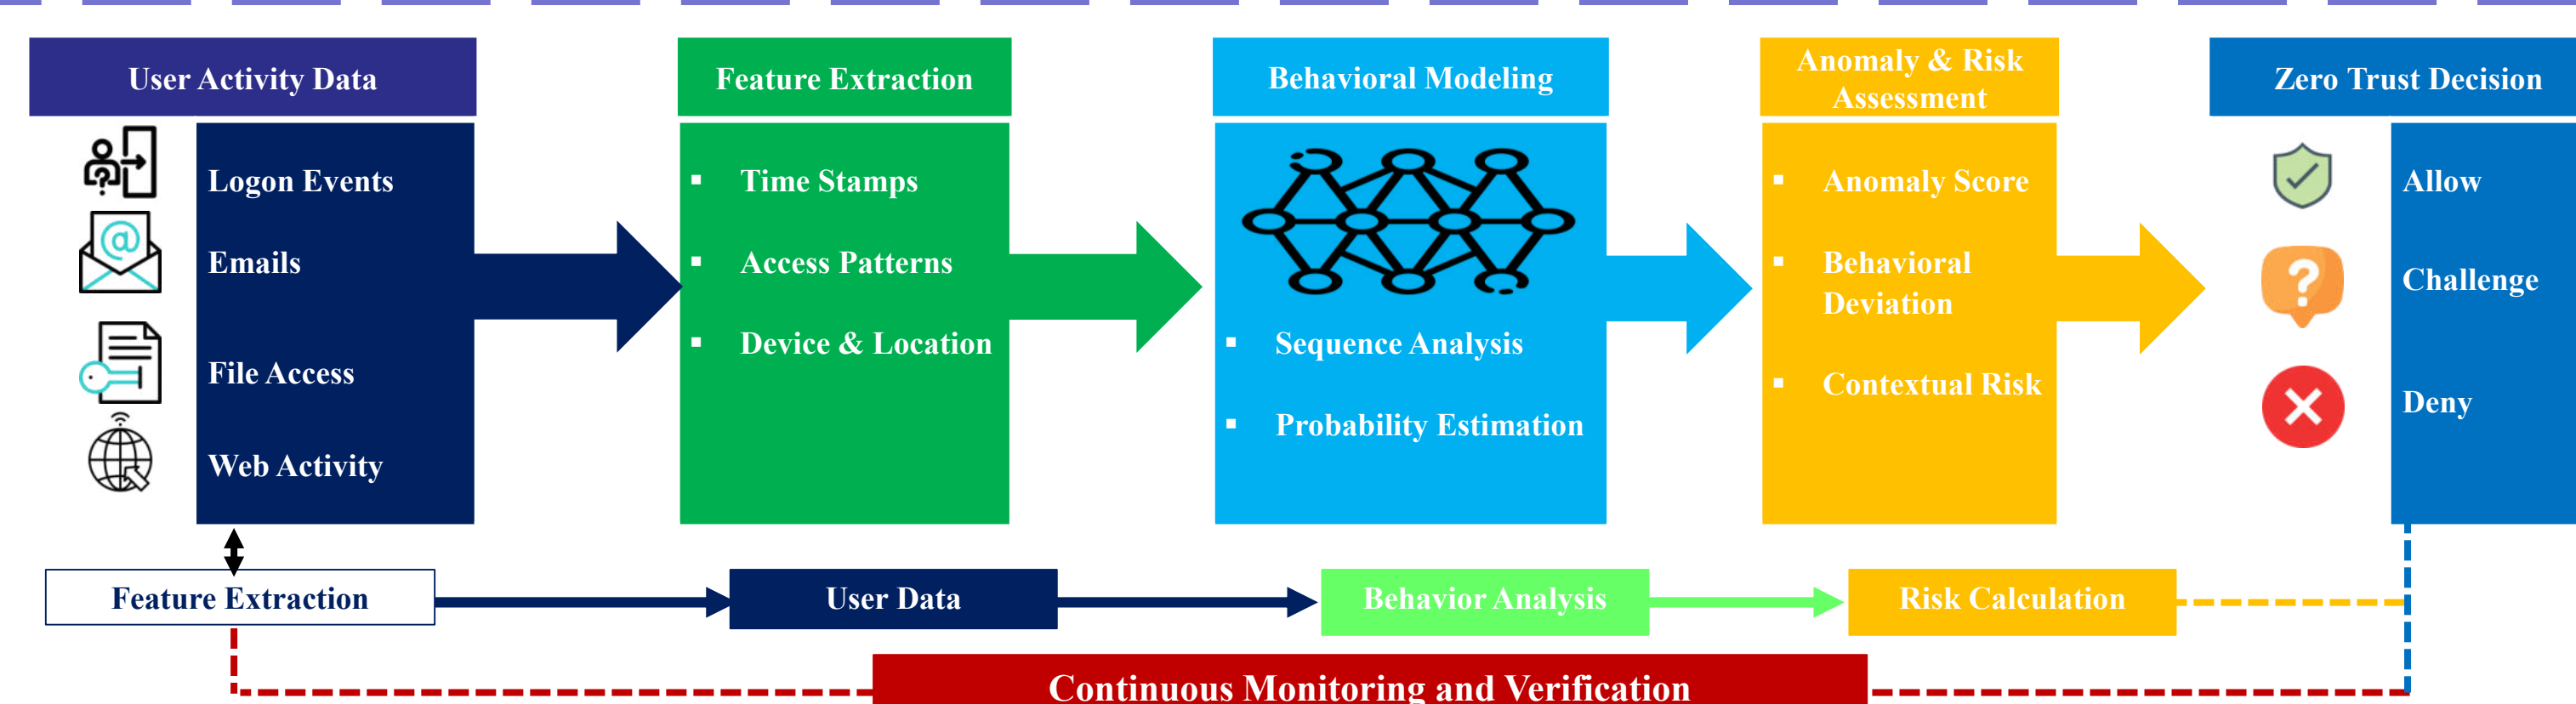 User Activity Data
Logon Events
Emails
File Access
Web Activity
Feature Extraction
Time Stamps
Access Patterns
Device & Location
Behavioral Modeling
Sequence Analysis
Probability Estimation
Anomaly & Risk
Assessment
Anomaly Score
Behavioral
Deviation
Contextual Risk
Zero Trust Decision
Allow
Challenge
Deny
Feature Extraction
User Data
Behavior Analysis
Risk Calculation
Continuous Monitoring and Verification